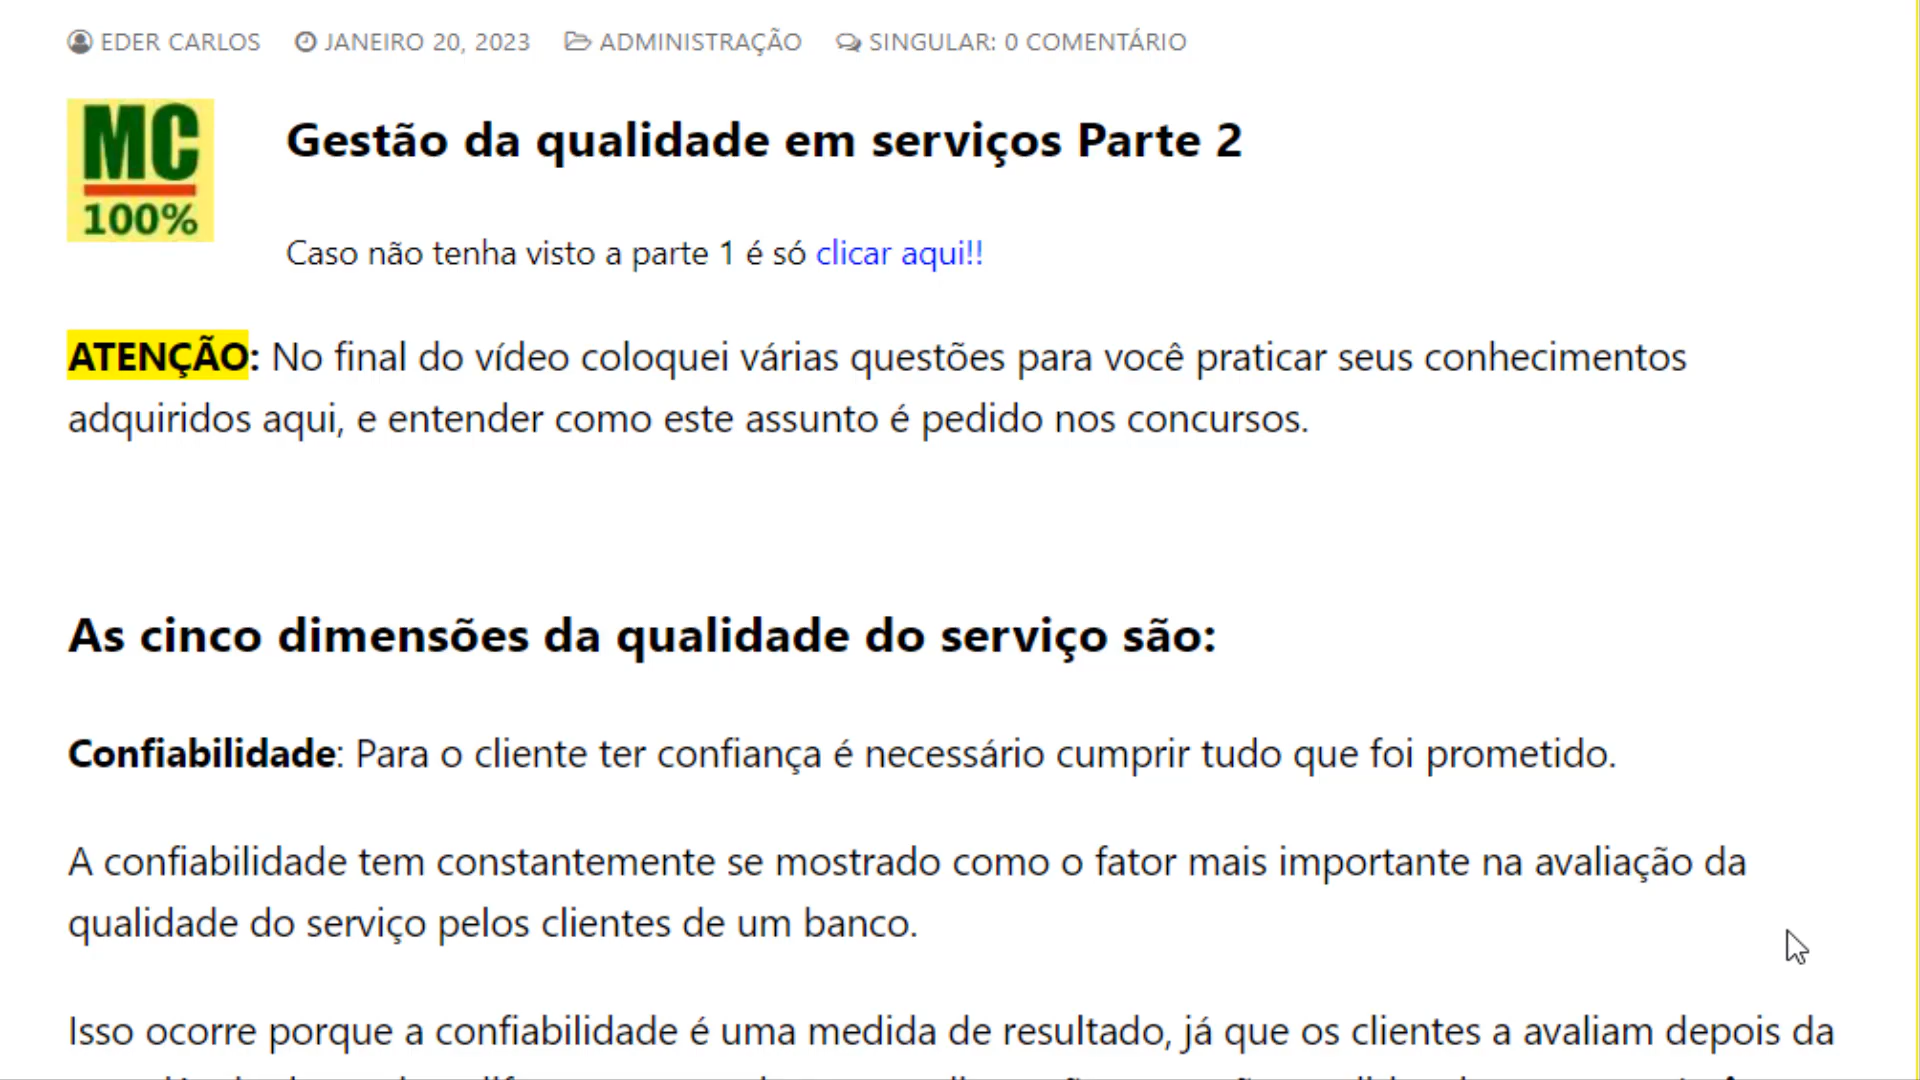 EDER CARLOS JANEIRO 20, 2023 ADMINISTRAÇÃO SINGULAR: 0 COMENTÁRIO
MC
100%
Gestão da qualidade em serviços Parte 2
Caso não tenha visto a parte 1 é só clicar aqui!!
ATENÇÃO: No final do vídeo coloquei várias questões para você praticar seus conhecimentos
adquiridos aqui, e entender como este assunto é pedido nos concursos.
As cinco dimensões da qualidade do serviço são:
Confiabilidade: Para o cliente ter confiança é necessário cumprir tudo que foi prometido.
A confiabilidade tem constantemente se mostrado como o fator mais importante na avaliação da
qualidade do serviço pelos clientes de um banco.
Isso ocorre porque a confiabilidade é uma medida de resultado, já que os clientes a avaliam depois da